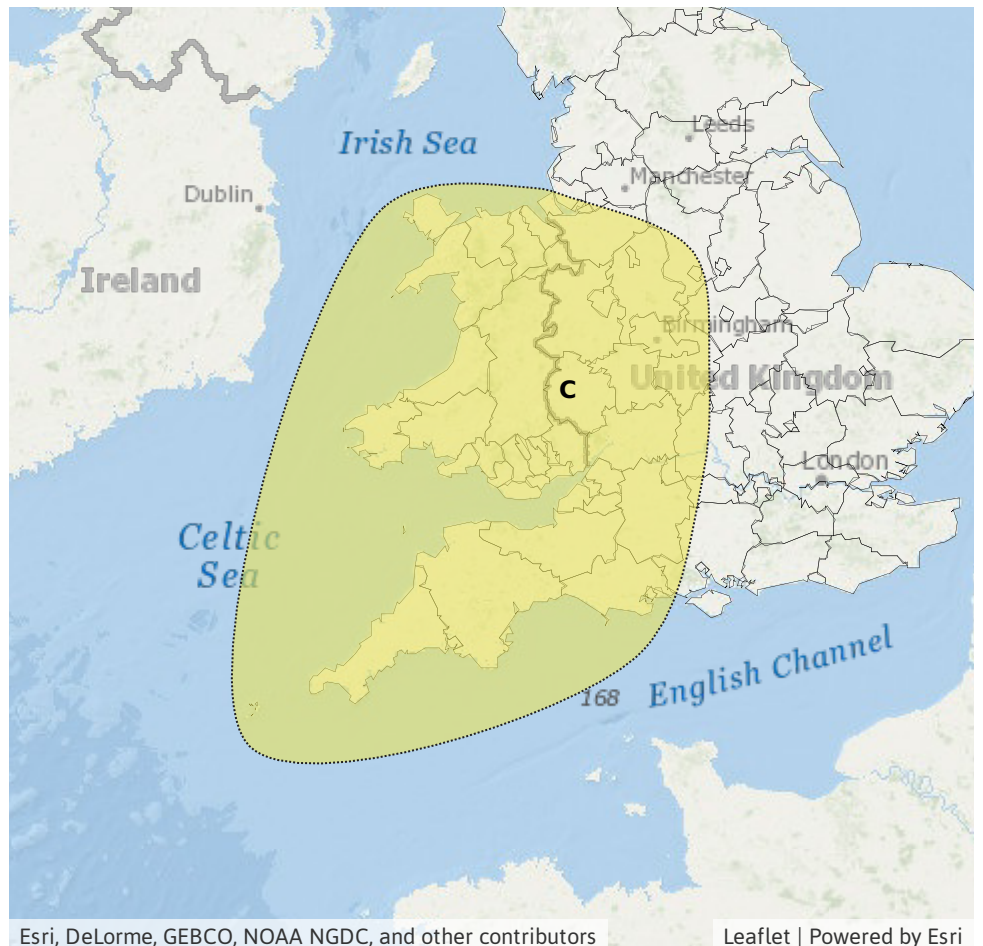 Irish Sea
Leeds
Manchester
Dublin
Ireland
Birmingham
United Kingdom
C
London
Celtic
Sea
English Channel
168
Esri, DeLorme, GEBCO, NOAA NGDC, and other contributors
Leaflet | Powered by Esri